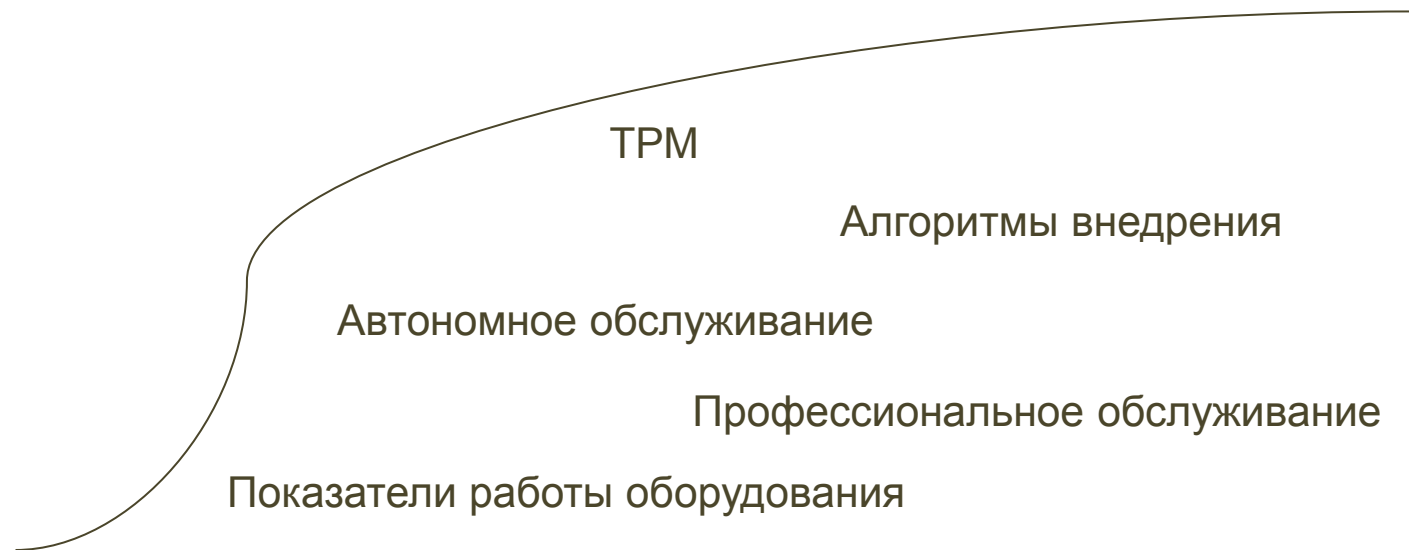 TPM
Алгоритмы внедрения
Автономное обслуживание
Профессиональное обслуживание
Показатели работы оборудования